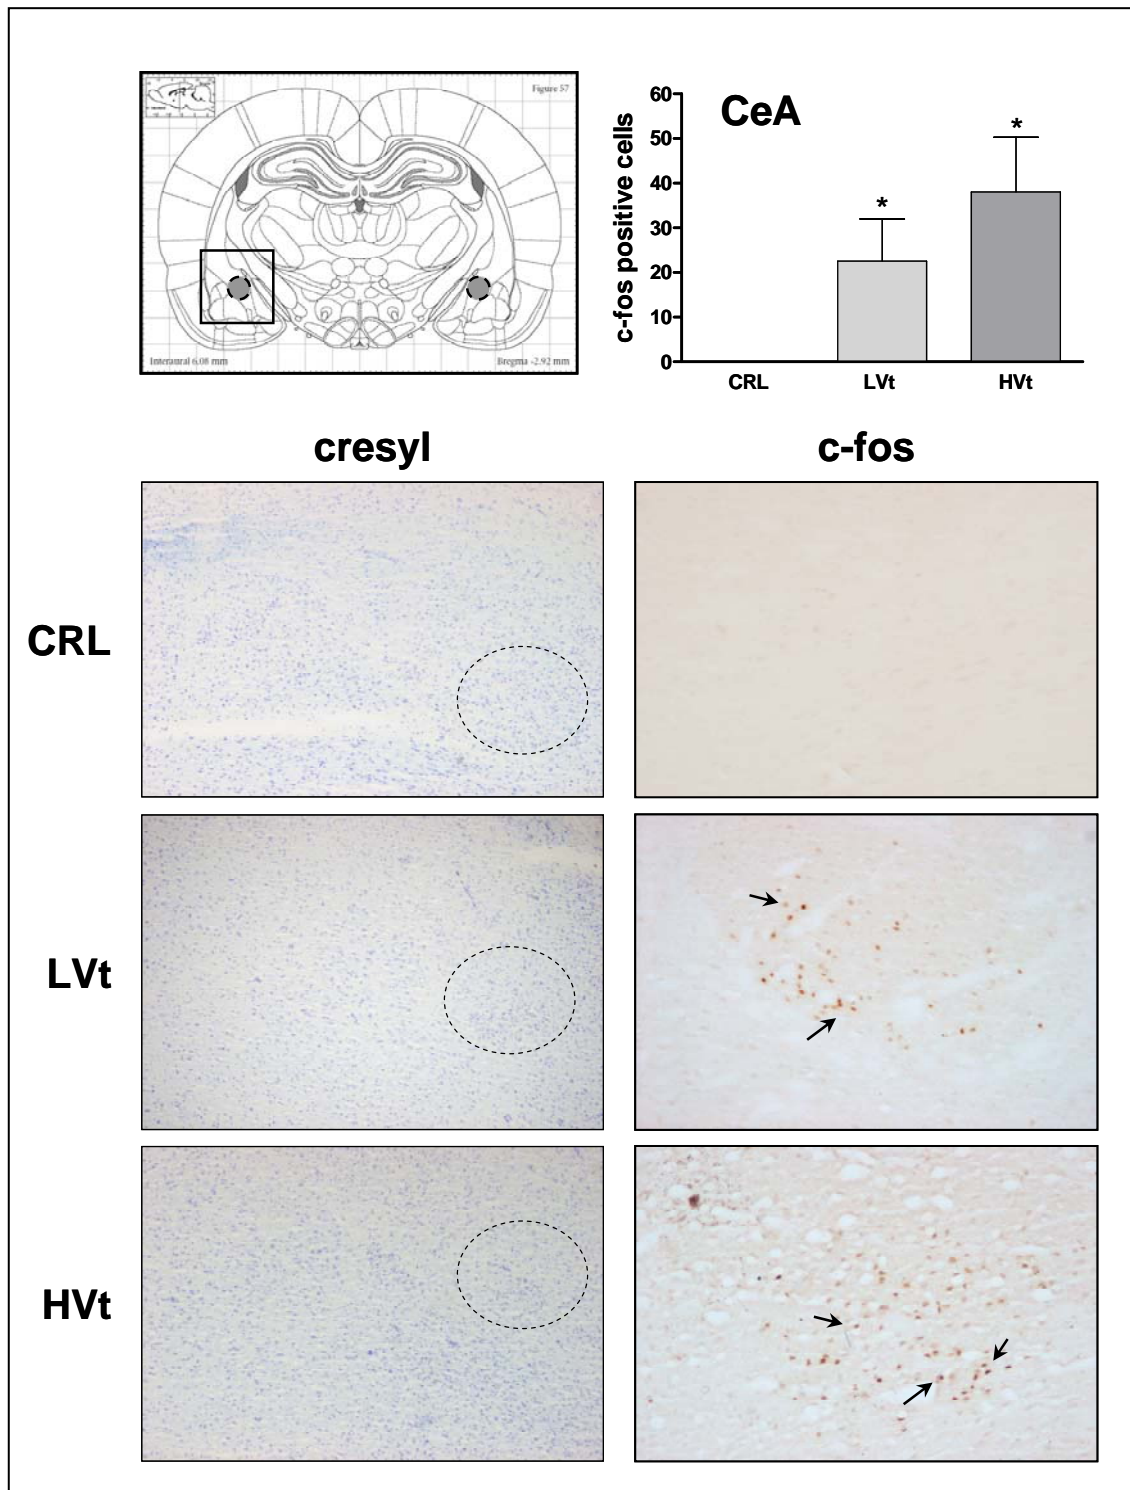 Figure 57
Interaural 6.08 mm
Bregma -2.92 mm
CeA
c-fos positive cells
60
50
40
30
20
10
0
*
*
CRL
LVt
HVt
cresyl
c-fos
CRL
LVt
HVt